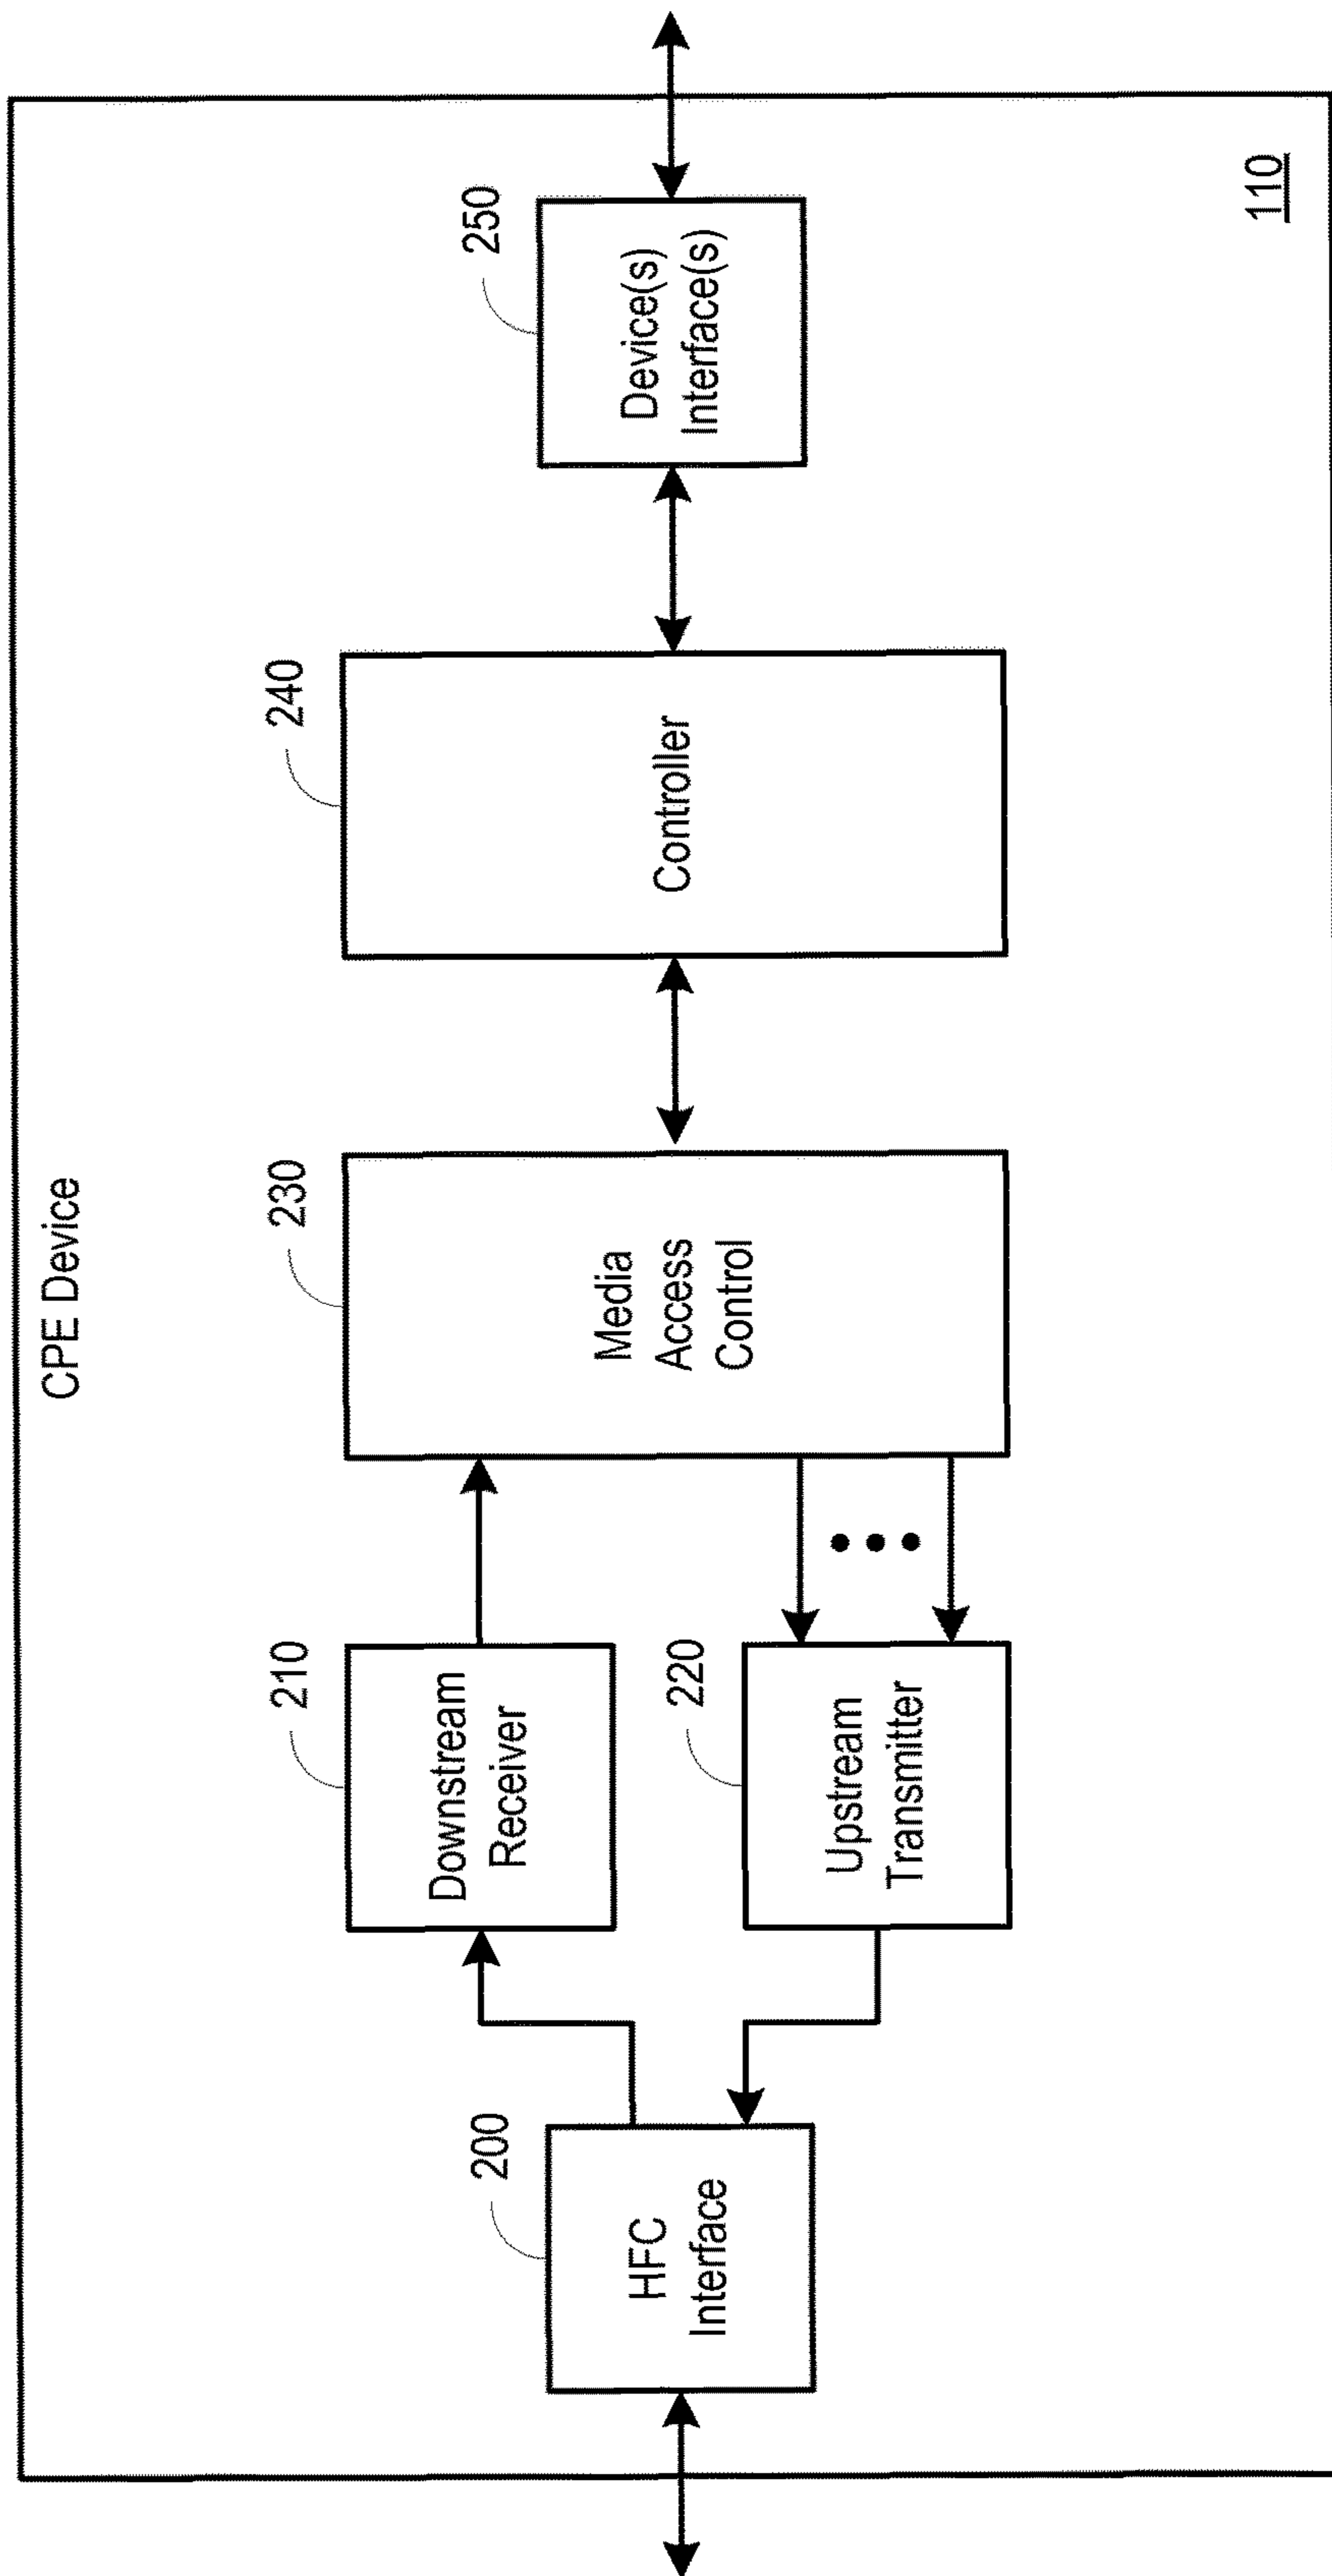 CPE Device
200
HFC
Interface
210
Downstream
Receiver
220
Upstream
Transmitter
230
Media
Access
Control
240
Controller
250
Device(s)
Interface(s)
110